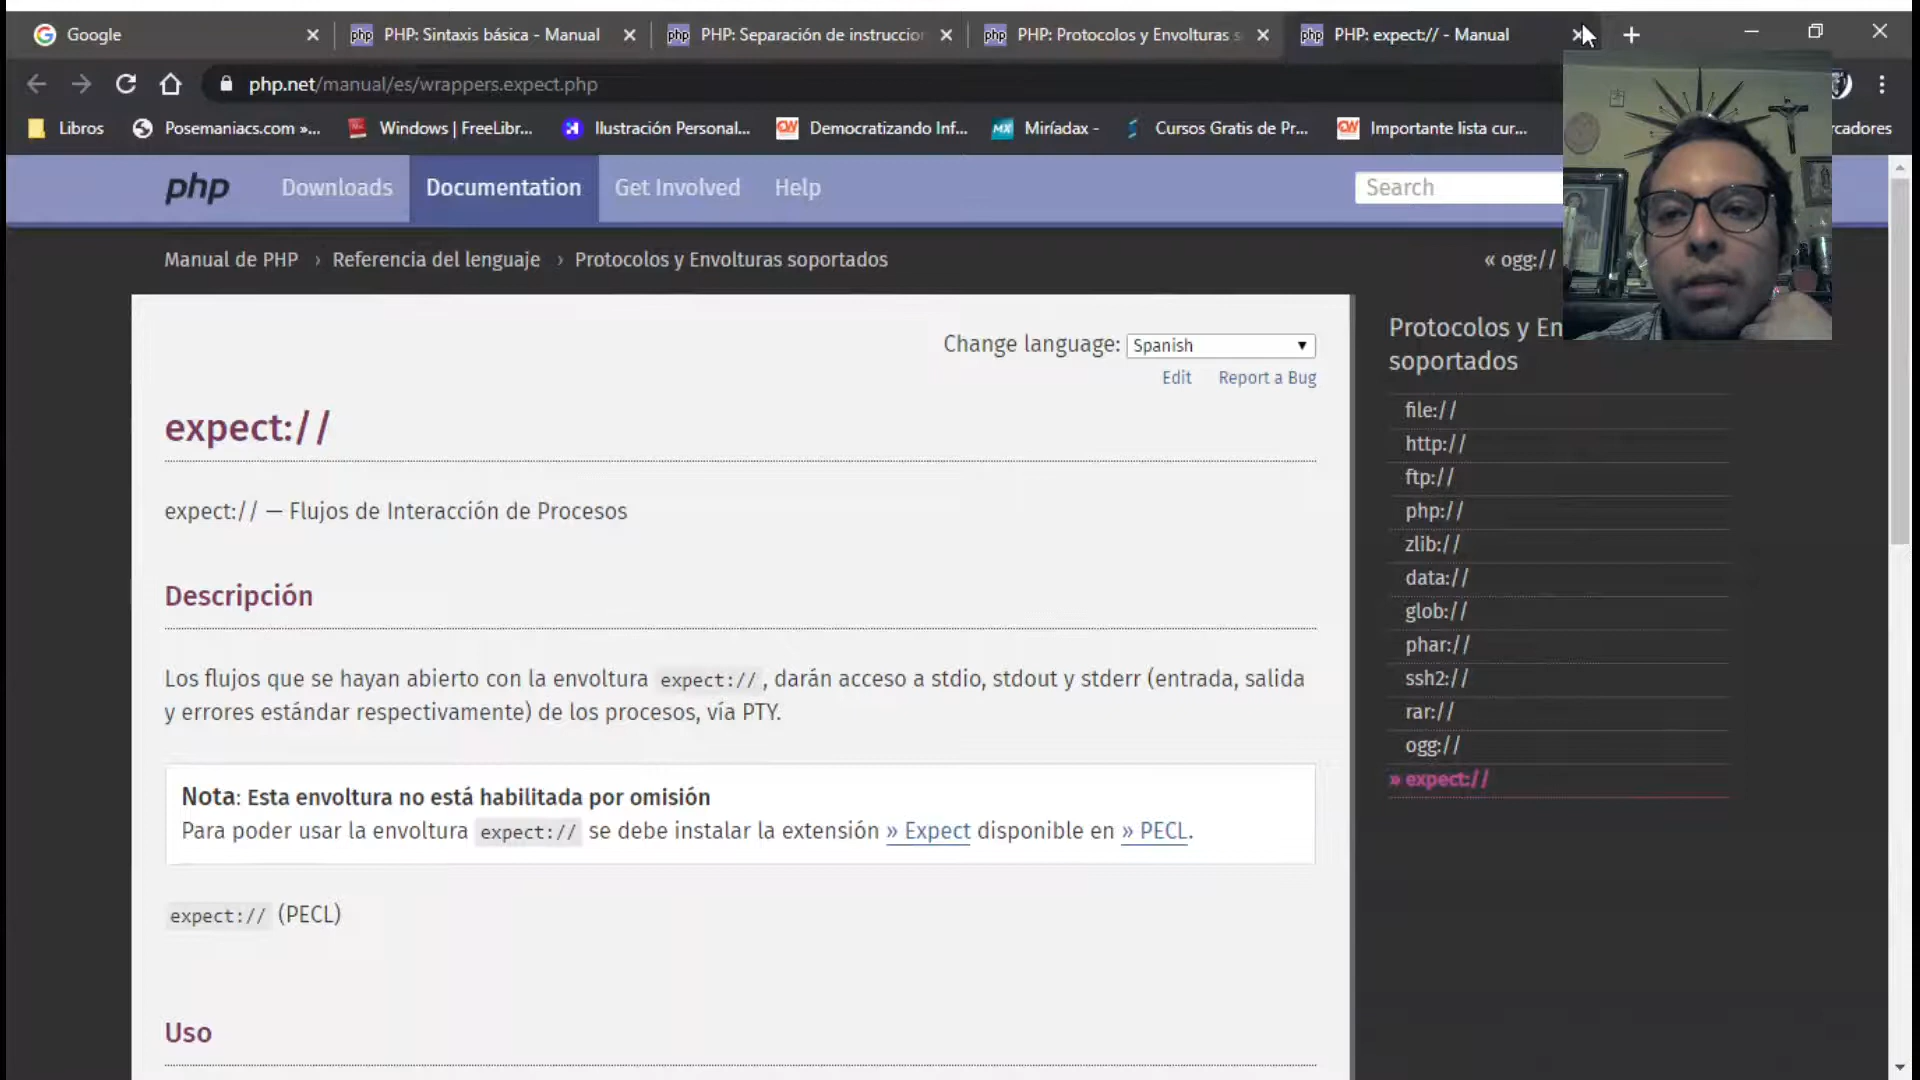 Google
PHP: Sintaxis básica - Manual
PHP: Separación de instruccion
PHP: Protocolos y Envolturas s
PHP: expect:// - Manual
php.net/manual/es/wrappers.expect.php
Libros
Posemaniacs.com »...
Windows | FreeLibr...
Ilustración Personal...
Democratizando Inf...
Miríadax -
Cursos Gratis de Pr...
Importante lista cur...
rcadores
php
Downloads
Documentation
Get Involved
Help
Search
Manual de PHP › Referencia del lenguaje › Protocolos y Envolturas soportados
« ogg://
Change language: Spanish
Edit Report a Bug
expect://
expect:// — Flujos de Interacción de Procesos
Descripción
Los flujos que se hayan abierto con la envoltura expect://, darán acceso a stdio, stdout y stderr (entrada, salida
y errores estándar respectivamente) de los procesos, vía PTY.
Nota: Esta envoltura no está habilitada por omisión
Para poder usar la envoltura expect:// se debe instalar la extensión » Expect disponible en » PECL.
expect:// (PECL)
Uso
Protocolos y En
soportados
file://
http://
ftp://
php://
zlib://
data://
glob://
phar://
ssh2://
rar://
ogg://
» expect://